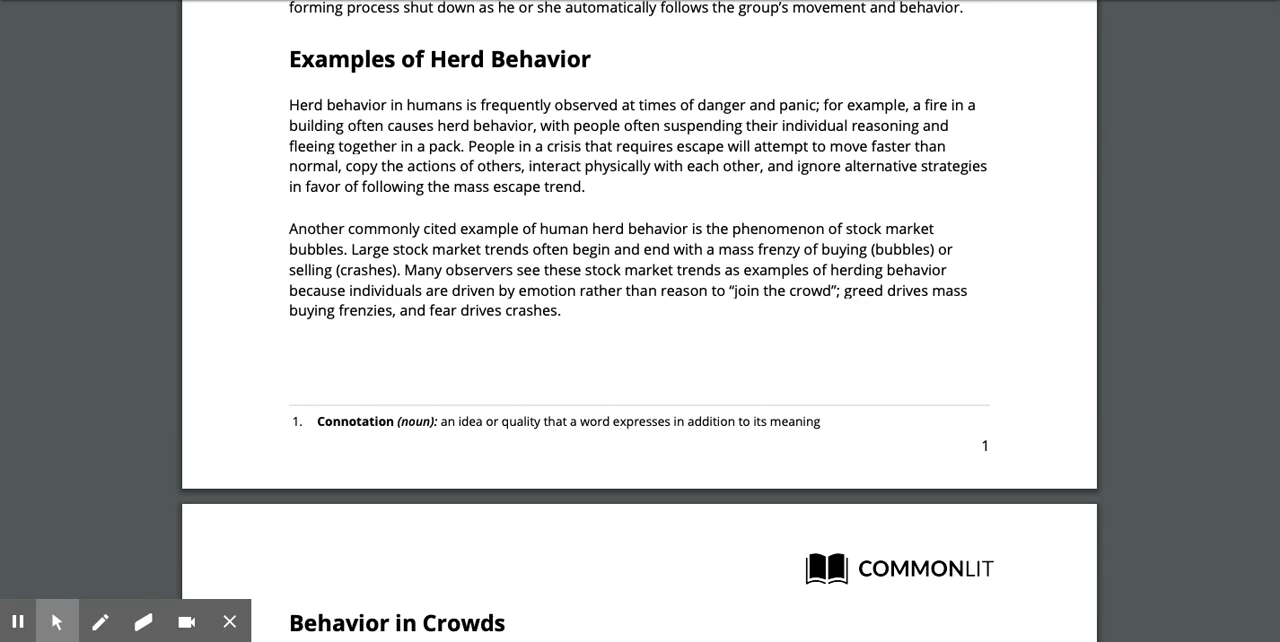 forming process shut down as he or she automatically follows the group’s movement and behavior.
Examples of Herd Behavior
Herd behavior in humans is frequently observed at times of danger and panic; for example, a fire in a
building often causes herd behavior, with people often suspending their individual reasoning and
fleeing together in a pack. People in a crisis that requires escape will attempt to move faster than
normal, copy the actions of others, interact physically with each other, and ignore alternative strategies
in favor of following the mass escape trend.
Another commonly cited example of human herd behavior is the phenomenon of stock market
bubbles. Large stock market trends often begin and end with a mass frenzy of buying (bubbles) or
selling (crashes). Many observers see these stock market trends as examples of herding behavior
because individuals are driven by emotion rather than reason to “join the crowd”; greed drives mass
buying frenzies, and fear drives crashes.
1. Connotation (noun): an idea or quality that a word expresses in addition to its meaning
1
COMMONLIT
Behavior in Crowds